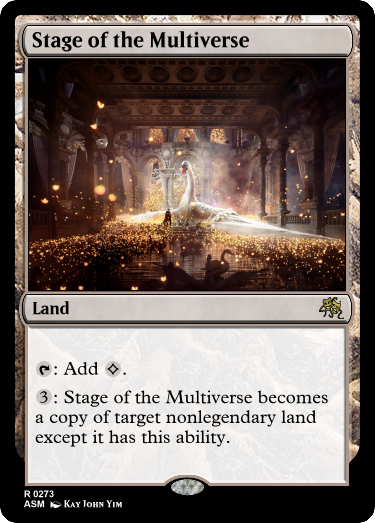 Stage of the Multiverse
Land
: Add .
3: Stage of the Multiverse becomes
a copy of target nonlegendary land
except it has this ability.
R 0273
ASM Kay John Yim